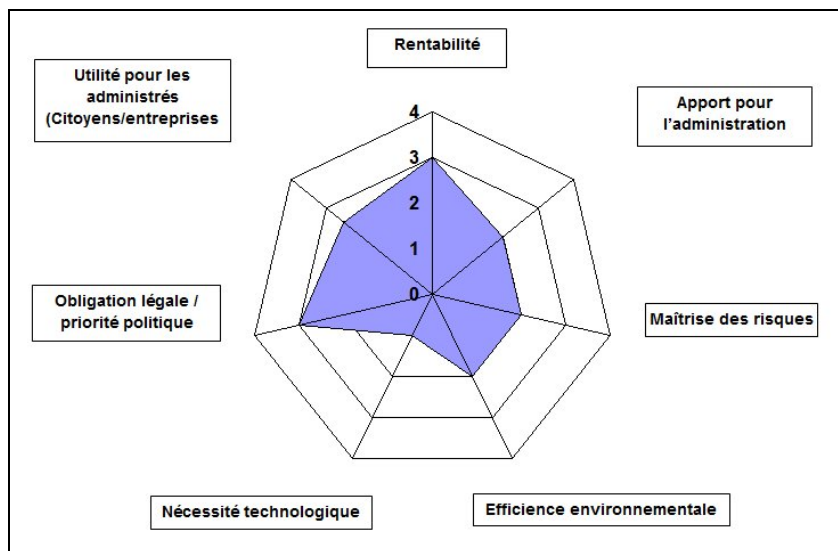 Rentabilité
Utilité pour les
administrés
(Citoyens/entreprises
Apport pour
l’administration
4
3
2
1
0
Obligation légale /
priorité politique
Maîtrise des risques
Nécessité technologique
Efficience environnementale